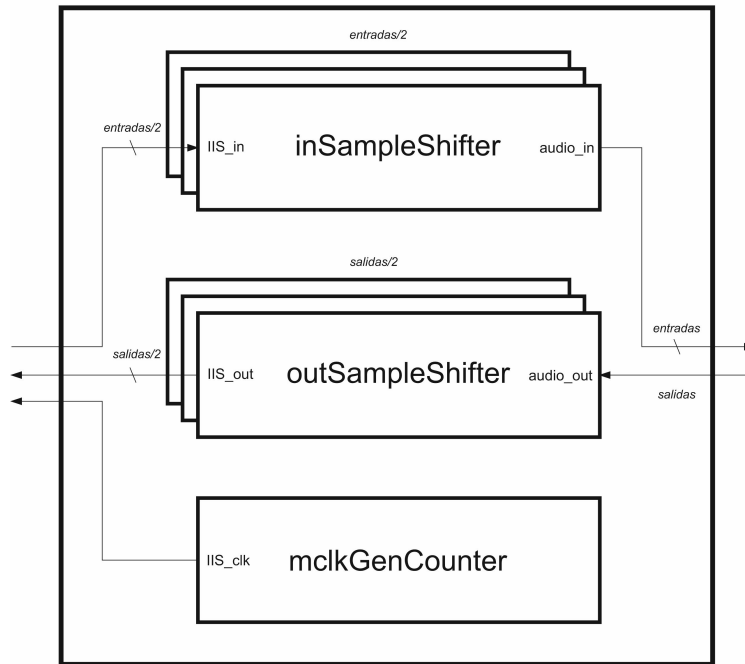 entradas/2
entradas/2
IIS_in
inSampleShifter
audio_in
salidas/2
entradas
salidas/2
IIS_out
outSampleShifter
audio_out
salidas
IIS_clk
mclkGenCounter